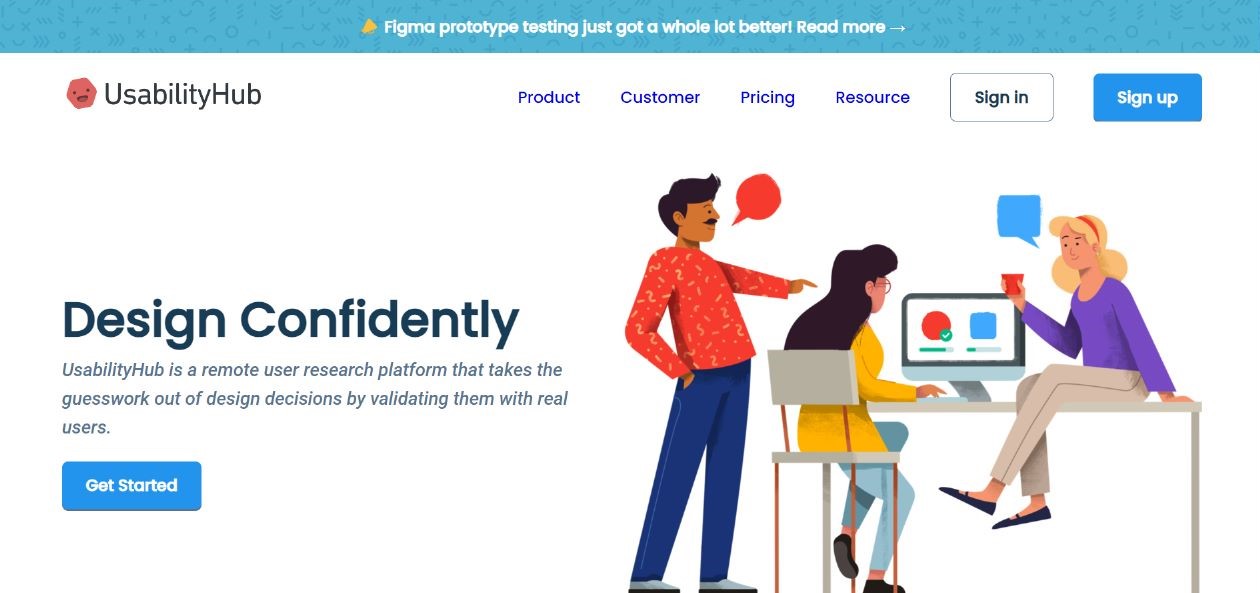 Figma prototype testing just got a whole lot better! Read more →
UsabilityHub
Product
Customer
Pricing
Resource
Sign in
Sign up
Design Confidently
UsabilityHub is a remote user research platform that takes the
guesswork out of design decisions by validating them with real
users.
Get Started